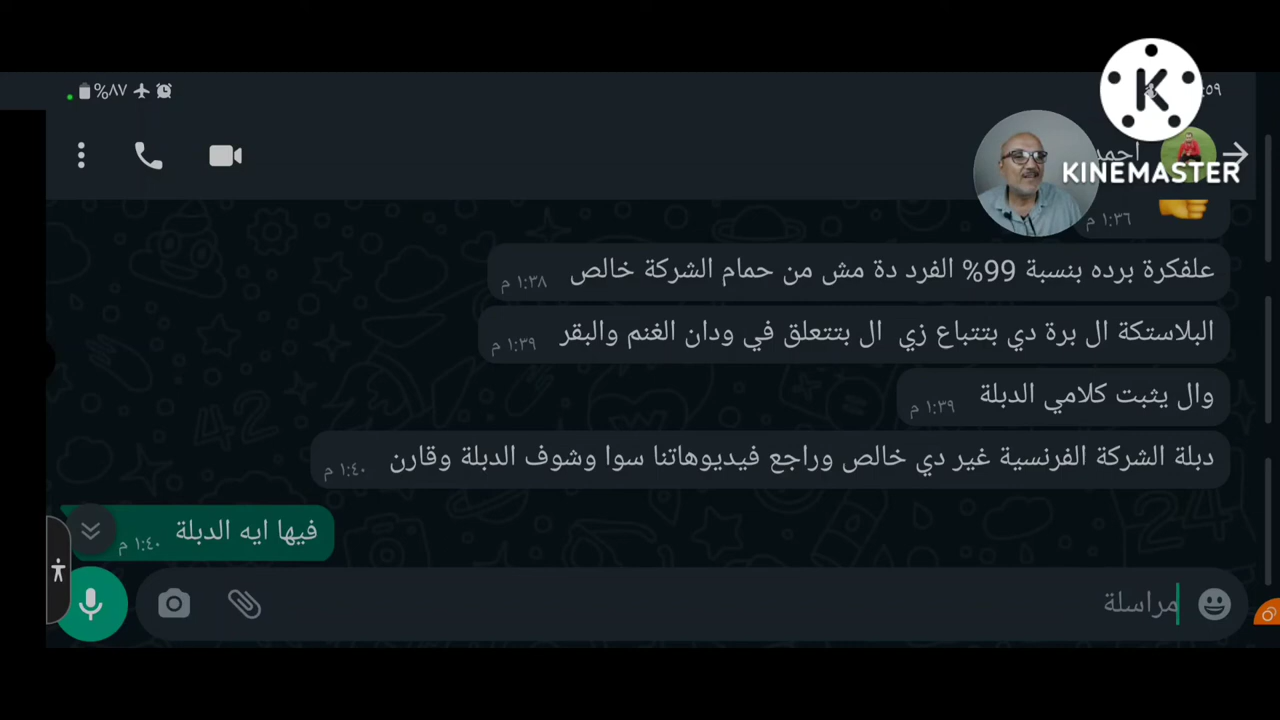 %٨٧
:٥٩
KINEMASTER
احمد
١:٣٦ م
علفكرة برده بنسبة 99% الفرد دة مش من حمام الشركة خالص
١:٣٨ م
البلاستكة ال برة دي بتتباع زي ال بتتعلق في ودان الغنم والبقر
١:٣٩ م
وال يثبت كلامي الدبلة
١:٣٩ م
دبلة الشركة الفرنسية غير دي خالص وراجع فيديوهاتنا سوا وشوف الدبلة وقارن
١:٤٠ م
فيها ايه الدبلة
١:٤٠ م
مراسلة